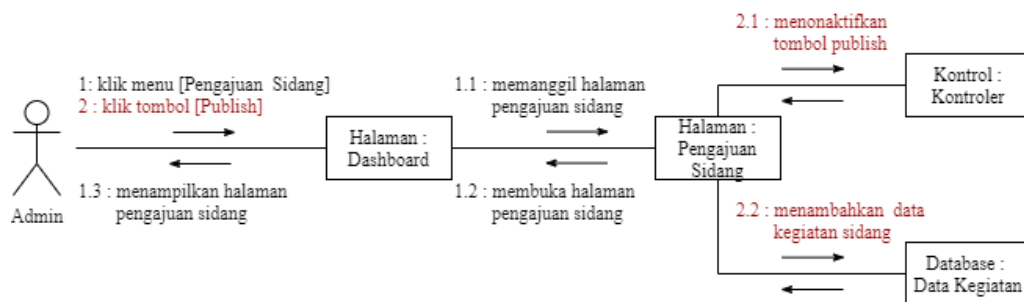 2.1 : menonaktifkan
tombol publish
1: klik menu [Pengajuan Sidang]
2 : klik tombol [Publish]
1.1 : memanggil halaman
pengajuan sidang
Kontrol :
Kontroler
Halaman :
Dashboard
Halaman :
Pengajuan
Sidang
Admin
1.3 : menampilkan halaman
pengajuan sidang
1.2 : membuka halaman
pengajuan sidang
2.2 : menambahkan data
kegiatan sidang
Database :
Data Kegiatan